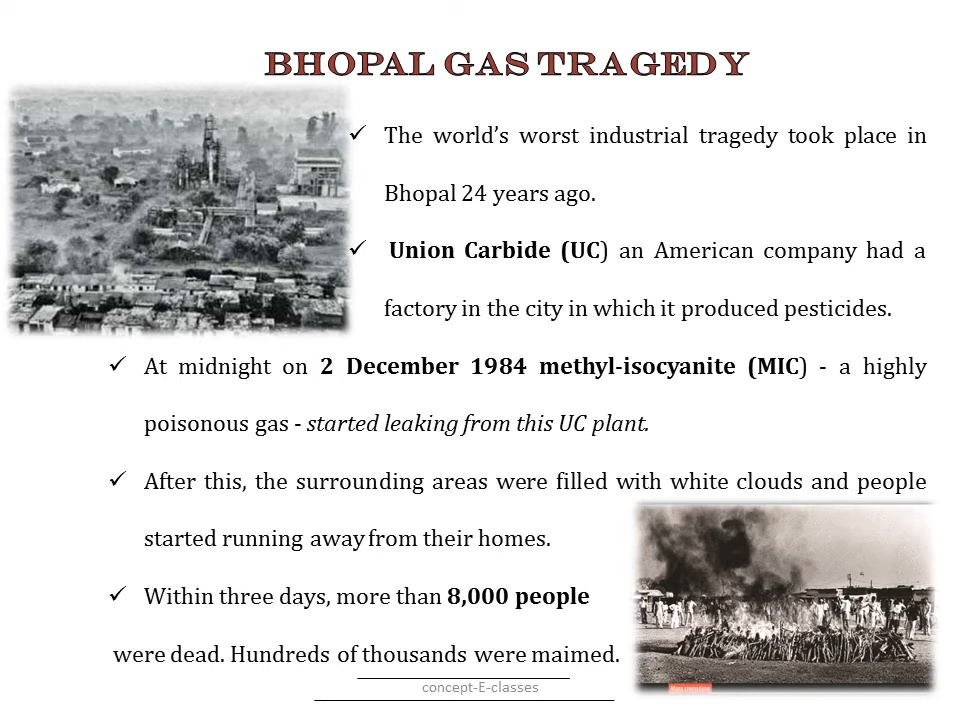 BHOPAL GAS TRAGEDY
✓ The world's worst industrial tragedy took place in
Bhopal 24 years ago.
✓ Union Carbide (UC) an American company had a
factory in the city in which it produced pesticides.
✓ At midnight on 2 December 1984 methyl-isocyanite (MIC) - a highly
poisonous gas - started leaking from this UC plant.
✓ After this, the surrounding areas were filled with white clouds and people
started running away from their homes.
✓ Within three days, more than 8,000 people
were dead. Hundreds of thousands were maimed.
concept-E-classes